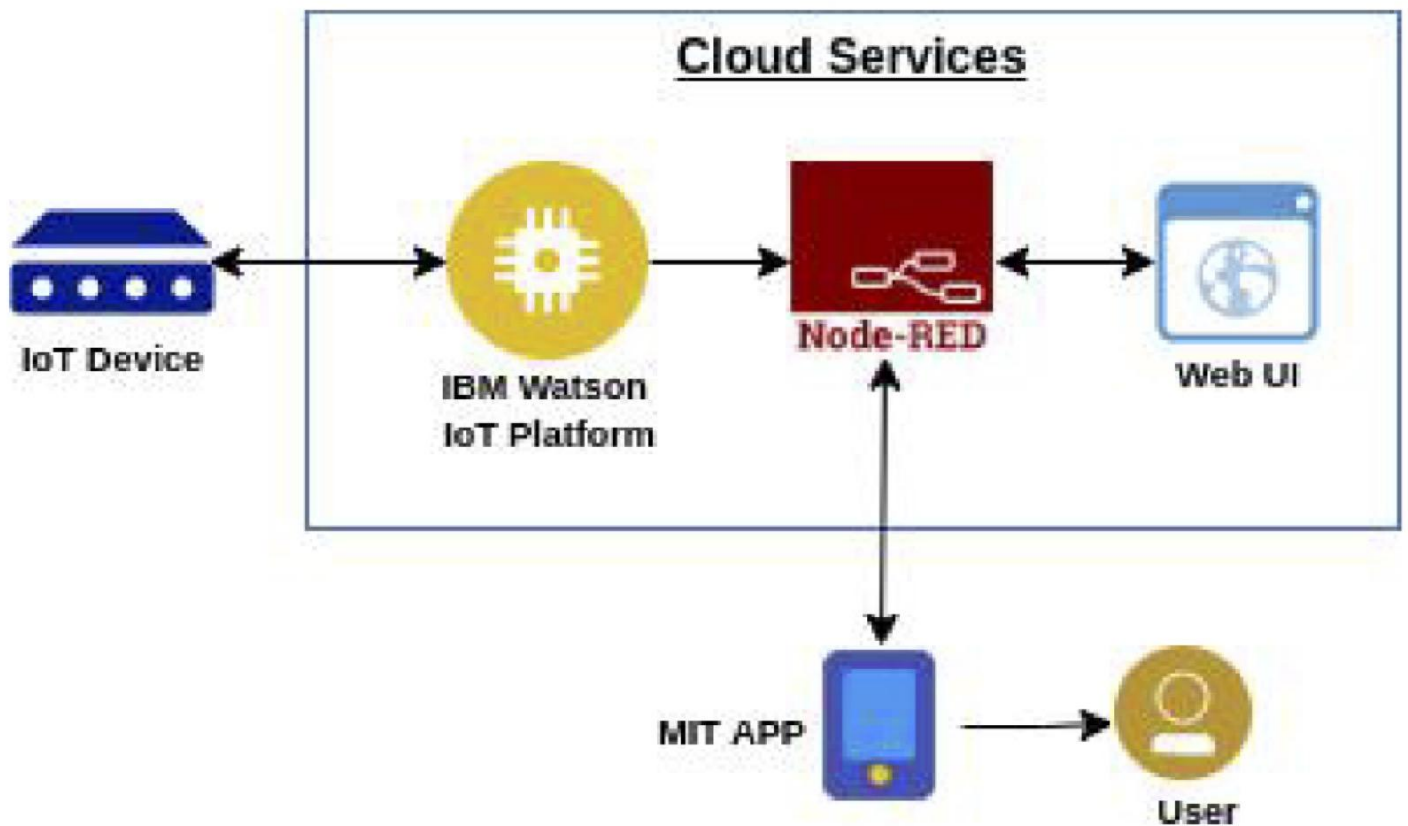 Cloud Services
IoT Device
IBM Watson
IoT Platform
Node-RED
Web UI
MIT APP
User